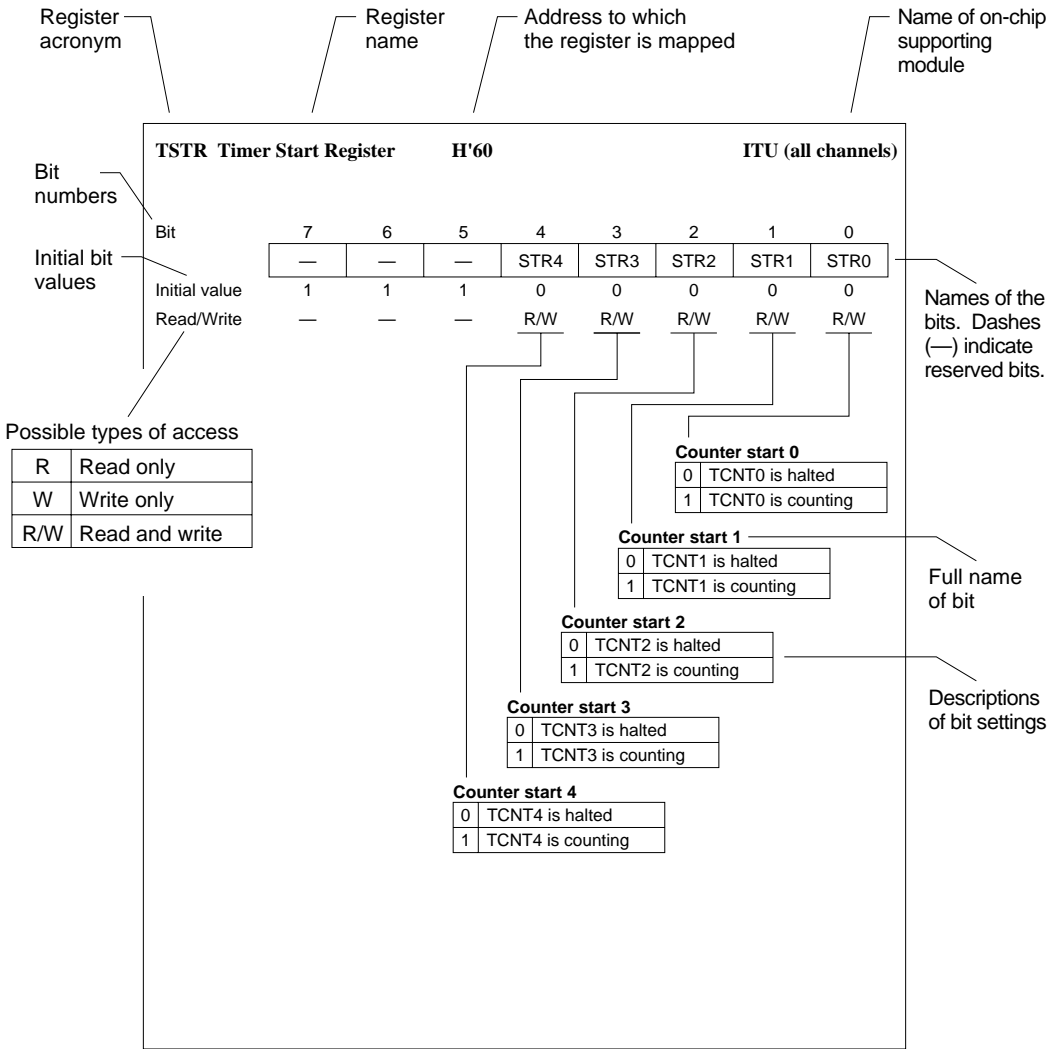 Register acronym
Register name
Address to which the register is mapped
Name of on-chip supporting module
TSTR Timer Start Register H'60 ITU (all channels)
Bit numbers
Bit 7 6 5 4 3 2 1 0
— — — STR4 STR3 STR2 STR1 STR0
Initial bit values
Initial value 1 1 1 0 0 0 0 0
Read/Write — — — R/W R/W R/W R/W R/W
Names of the bits. Dashes (—) indicate reserved bits.
Possible types of access
R Read only
W Write only
R/W Read and write
Counter start 0
0 TCNT0 is halted
1 TCNT0 is counting
Counter start 1
0 TCNT1 is halted
1 TCNT1 is counting
Full name of bit
Counter start 2
0 TCNT2 is halted
1 TCNT2 is counting
Descriptions of bit settings
Counter start 3
0 TCNT3 is halted
1 TCNT3 is counting
Counter start 4
0 TCNT4 is halted
1 TCNT4 is counting